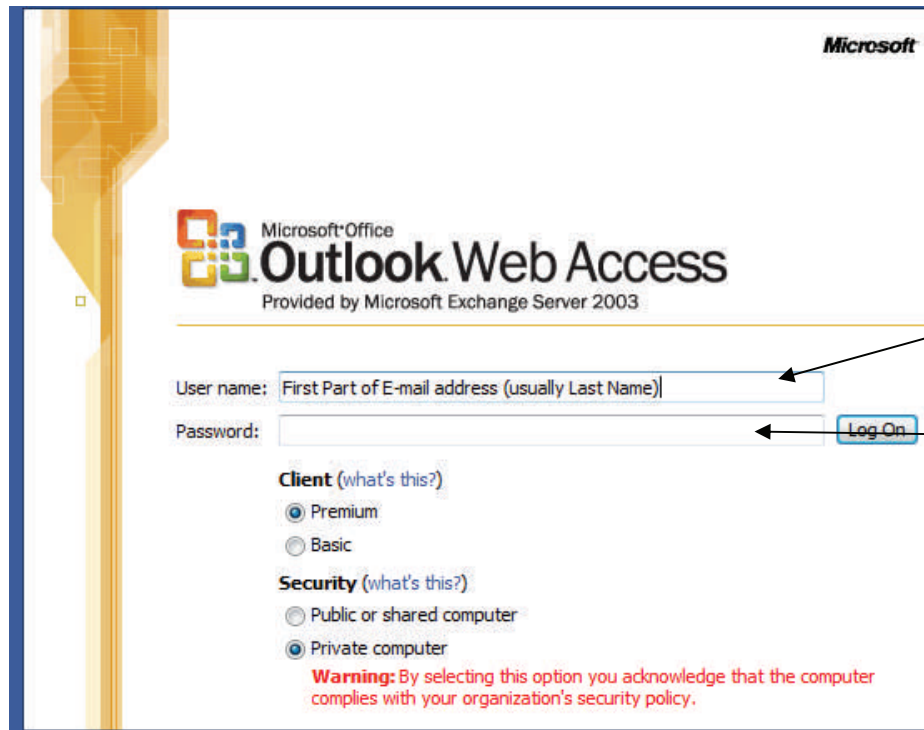 Microsoft
Microsoft Office
Outlook Web Access
Provided by Microsoft Exchange Server 2003
User name: First Part of E-mail address (usually Last Name)
Password: Log On
Client (what's this?)
Premium
Basic
Security (what's this?)
Public or shared computer
Private computer
Warning: By selecting this option you acknowledge that the computer
complies with your organization's security policy.